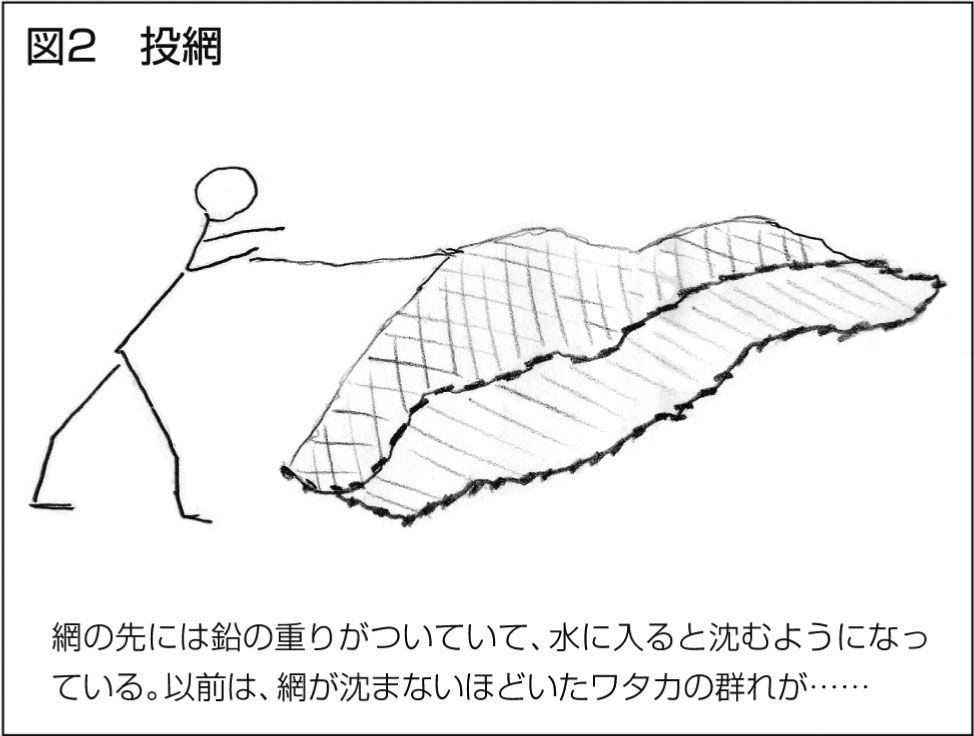 図2　投網
網の先には鉛の重りがついていて、水に入ると沈むようになっ
ている。以前は、網が沈まないほどいたワタカの群れが……